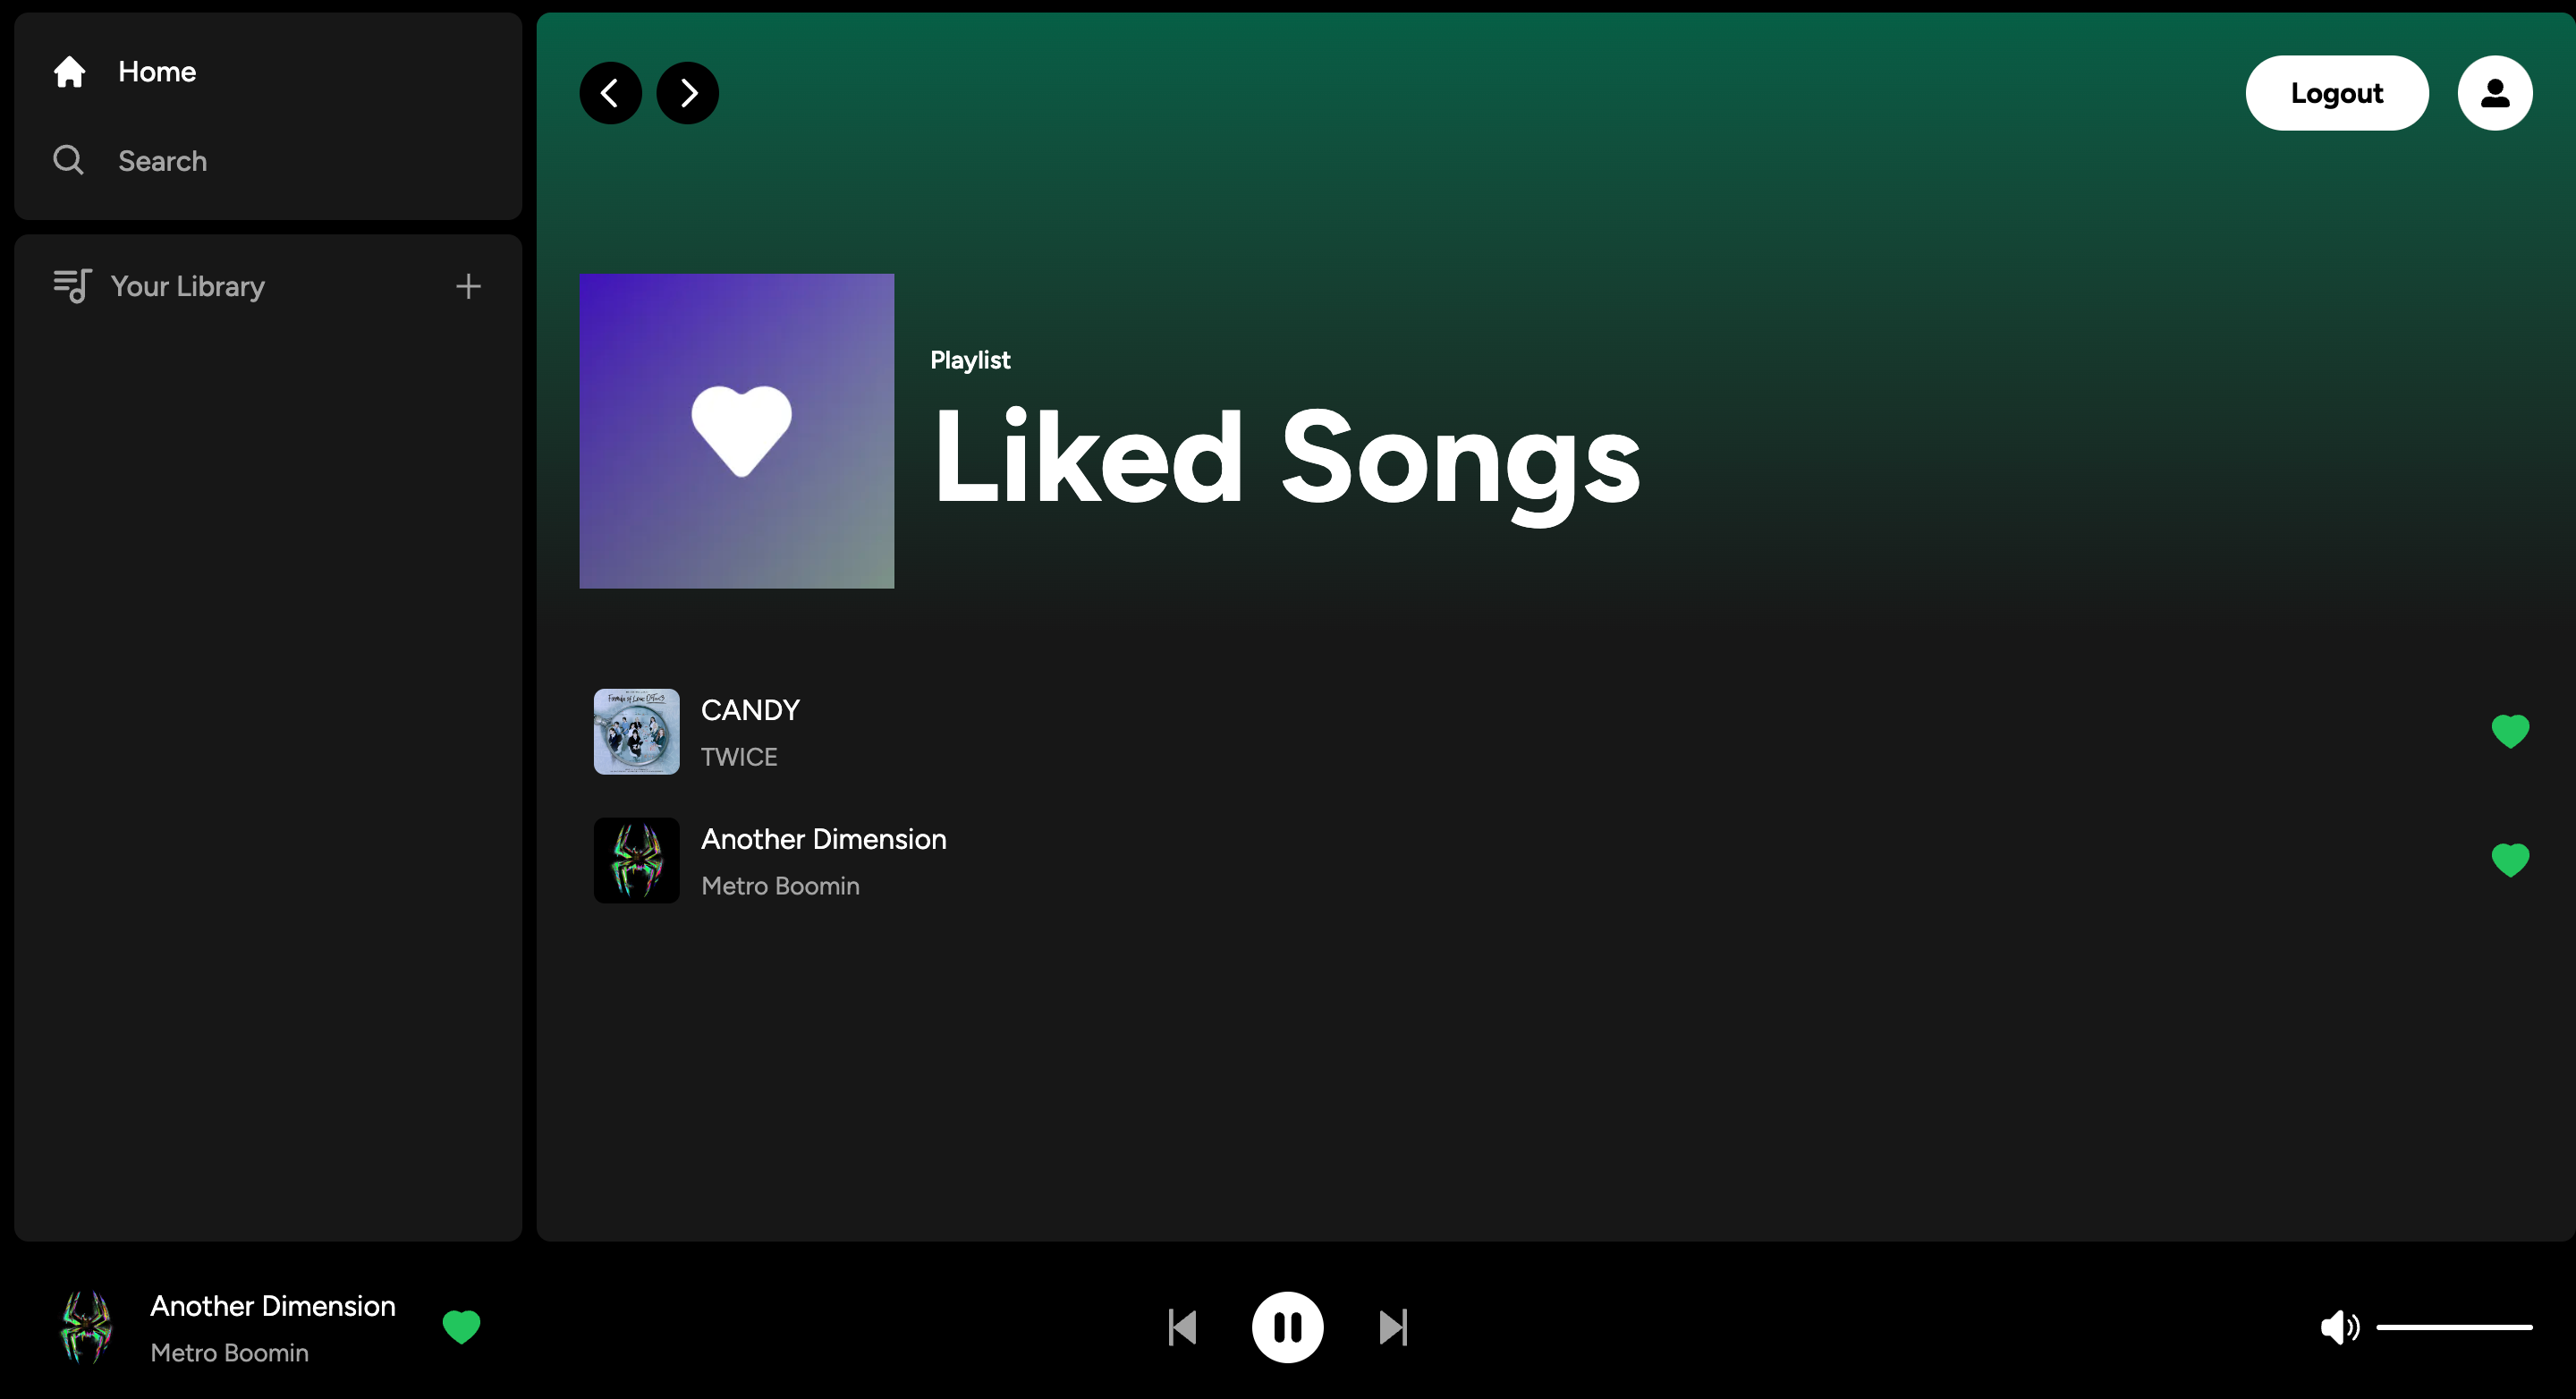 Home
Search
Your Library
Logout
Playlist
Liked Songs
CANDY
TWICE
Another Dimension
Metro Boomin
Another Dimension
Metro Boomin